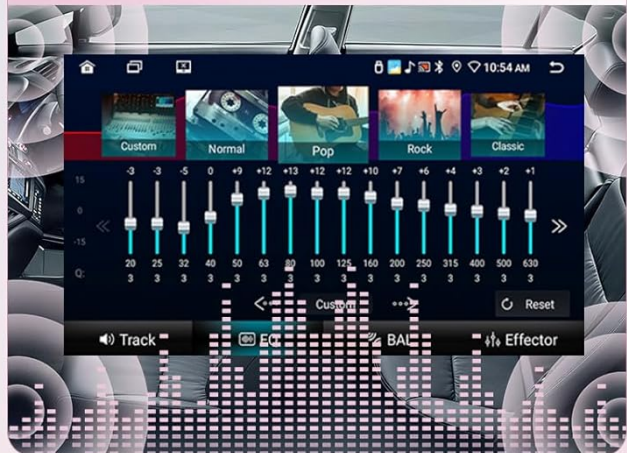 10:54 AM
Custom Normal Pop Rock Classic
-3 -3 -5 0 +9 +12 +13 +12 +12 +10 +7 +6 +4 +3 +2 +1
15
0
-15
Q: 20 25 32 40 50 63 80 100 125 160 200 250 315 400 500 630
3 3 3 3 3 3 3 3 3 3 3 3 3 3 3 3
Custom Reset
Track EQ BAL Effector